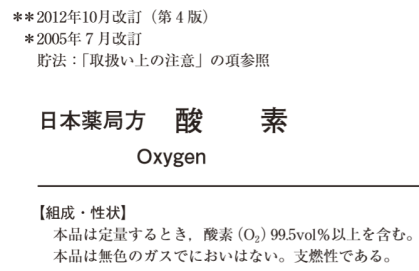 **2012年10月改訂（第4版）
*2005年7月改訂
貯法：「取扱い上の注意」の項参照
日本薬局方　酸　　素
Oxygen
【組成・性状】
本品は定量するとき，酸素（O₂）99.5vol％以上を含む。
本品は無色のガスでにおいはない。支燃性である。